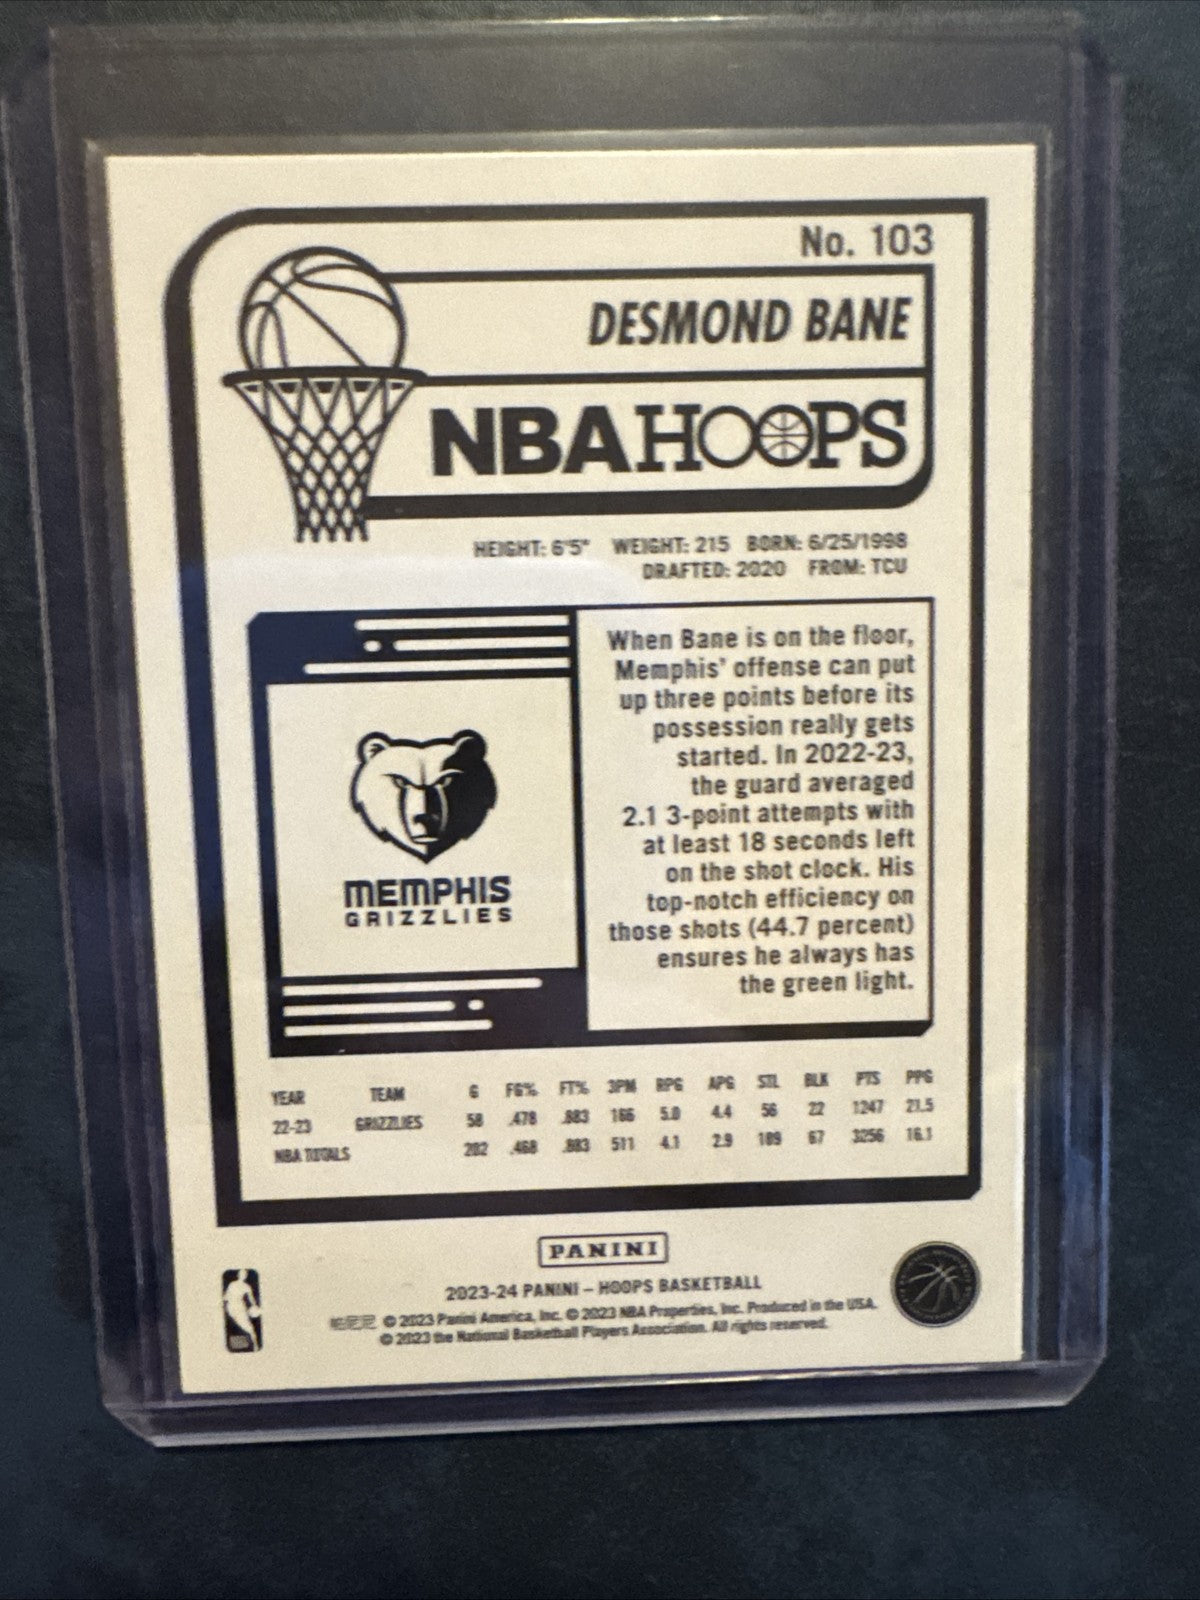 No. 103
DESMOND BANE
NBA HOOPS
HEIGHT: 6'5" WEIGHT: 215 BORN: 6/25/1998
DRAFTED: 2020 FROM: TCU
When Bane is on the floor,
Memphis' offense can put
up three points before its
possession really gets
started. In 2022-23,
the guard averaged
2.1 3-point attempts with
at least 18 seconds left
on the shot clock. His
top-notch efficiency on
those shots (44.7 percent)
ensures he always has
the green light.
MEMPHIS
GRIZZLIES
YEAR TEAM G FG% FT% 3PM RPG APG STL BLK PTS PPG
22-23 GRIZZLIES 58 .478 .883 166 5.0 4.4 56 22 1247 21.5
NBA TOTALS 202 .468 .883 511 4.1 2.9 189 67 3256 16.1
PANINI
2023-24 PANINI – HOOPS BASKETBALL
© 2023 Panini America, Inc. © 2023 NBA Properties, Inc. Produced in the USA.
© 2023 the National Basketball Players Association. All rights reserved.